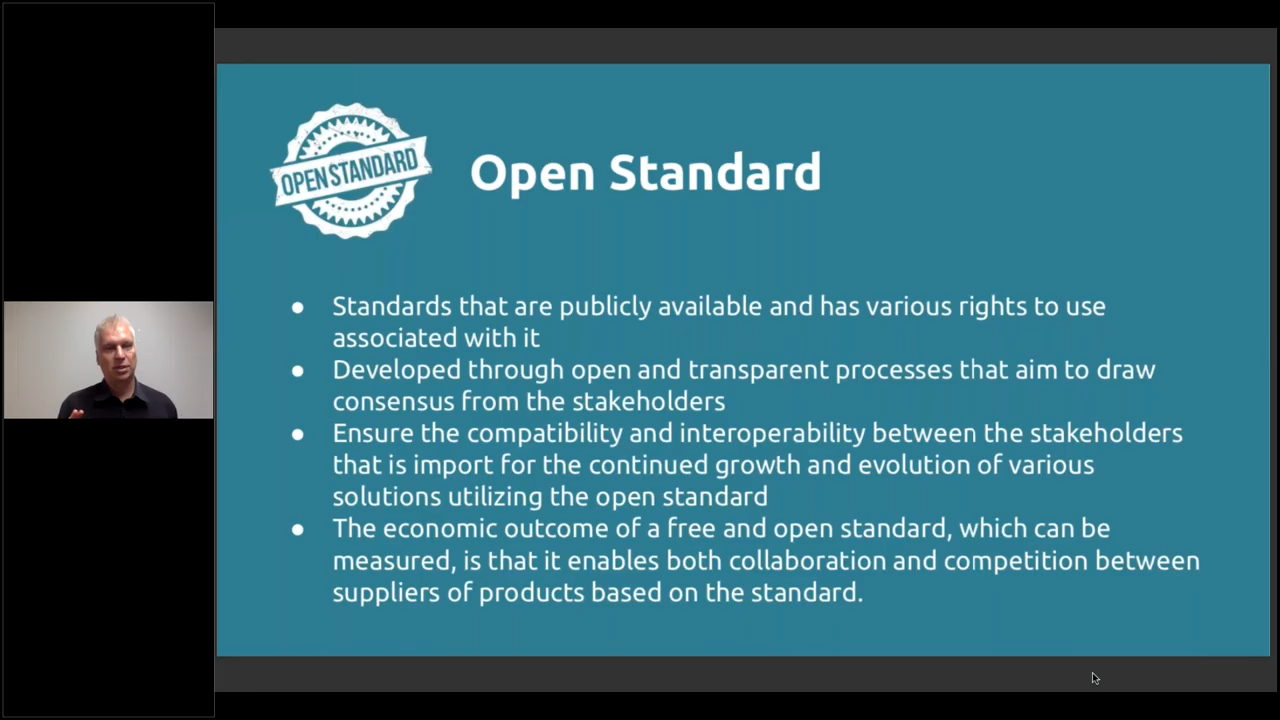 OPEN STANDARD
Open Standard
● Standards that are publicly available and has various rights to use
associated with it
● Developed through open and transparent processes that aim to draw
consensus from the stakeholders
● Ensure the compatibility and interoperability between the stakeholders
that is import for the continued growth and evolution of various
solutions utilizing the open standard
● The economic outcome of a free and open standard, which can be
measured, is that it enables both collaboration and competition between
suppliers of products based on the standard.